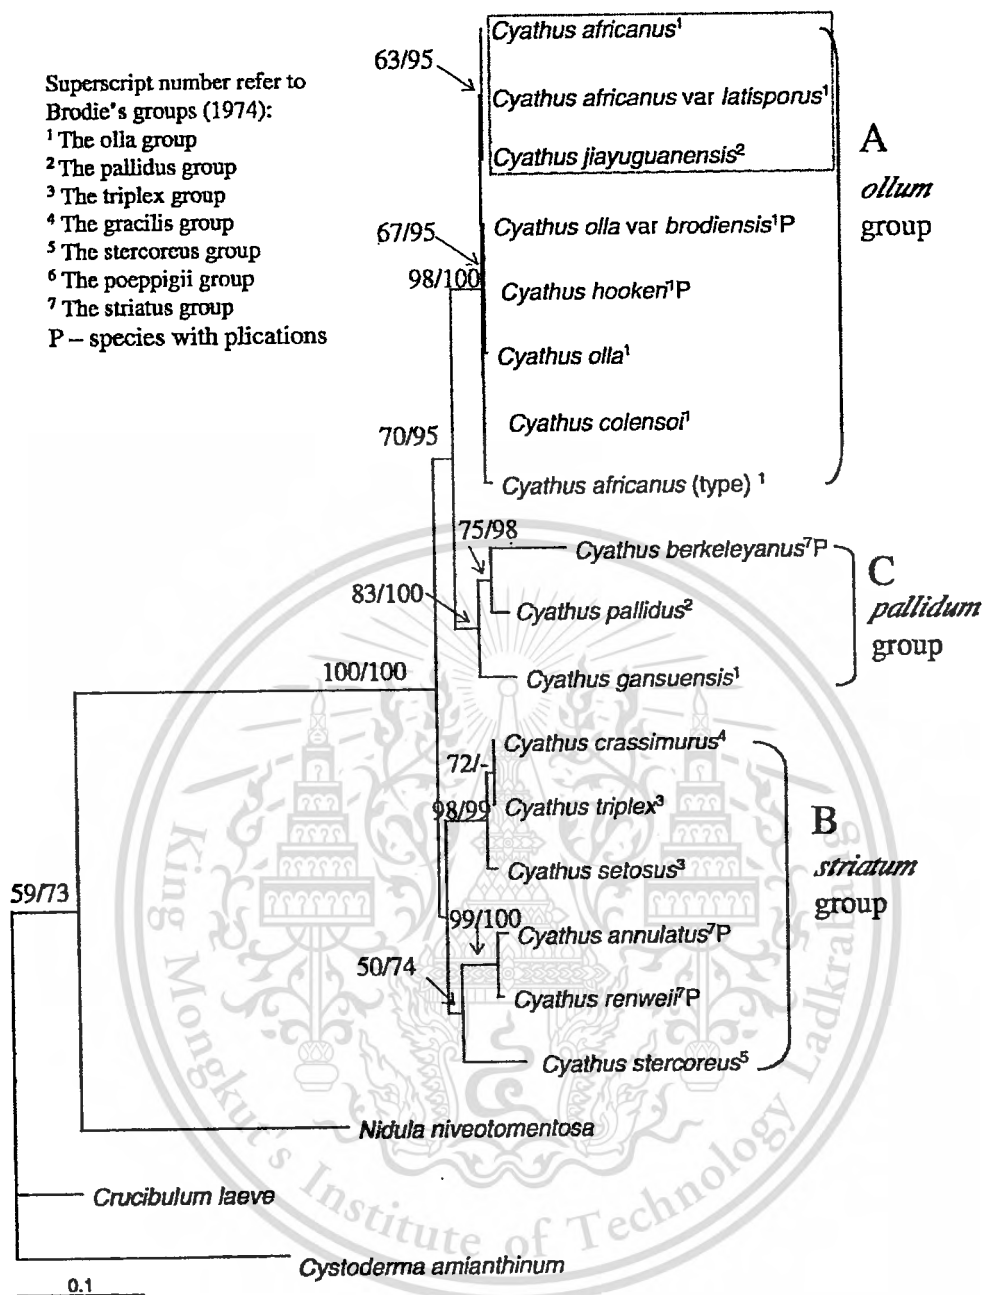 Cyathus africanus¹
63/95
Superscript number refer to
Brodie's groups (1974):
¹ The olla group
² The pallidus group
³ The triplex group
⁴ The gracilis group
⁵ The stercoreus group
⁶ The poeppigii group
⁷ The striatus group
P – species with plications
Cyathus africanus var latisporus¹
Cyathus jiayuguanensis²
A
ollum
group
67/95
Cyathus olla var brodiensis¹P
98/100
Cyathus hookeri¹P
Cyathus olla¹
Cyathus colensoi¹
70/95
Cyathus africanus (type) ¹
75/98
Cyathus berkeleyanus⁷P
83/100
Cyathus pallidus²
C
pallidum
group
100/100
Cyathus gansuensis¹
Cyathus crassimurus⁴
72/-
98/99
Cyathus triplex³
B
striatum
group
Cyathus setosus³
59/73
99/100
Cyathus annulatus⁷P
50/74
Cyathus renweii⁷P
Cyathus stercoreus⁵
Nidula niveotomentosa
Crucibulum laeve
Cystoderma amianthinum
0.1
King Mongkut's Institute of Technology Ladkrabang